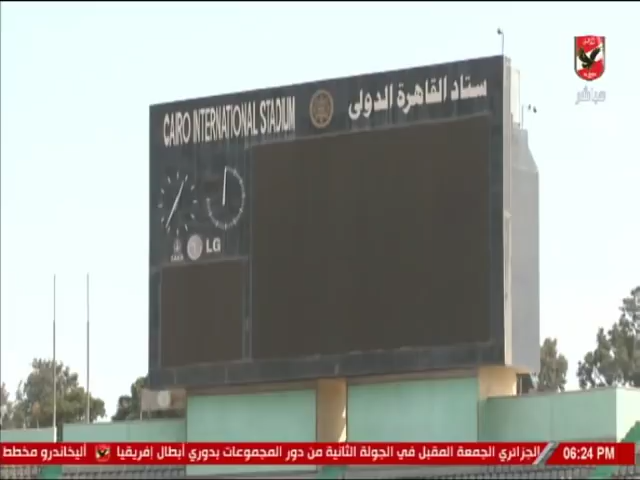 CAIRO INTERNATIONAL STADIUM
ستاد القاهرة الدولى
مباشر
LG
06:24 PM
الجزائري الجمعة المقبل في الجولة الثانية من دور المجموعات بدوري أبطال إفريقيا
أليخاندرو مخطط